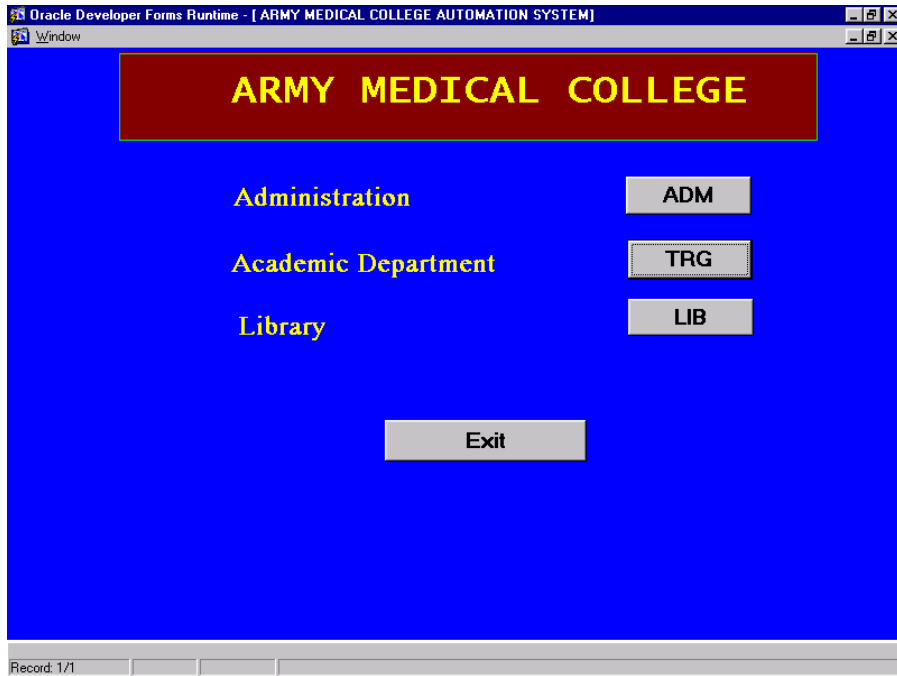 Oracle Developer Forms Runtime - [ ARMY MEDICAL COLLEGE AUTOMATION SYSTEM]
Window
ARMY MEDICAL COLLEGE
Administration ADM
Academic Department TRG
Library LIB
Exit
Record: 1/1